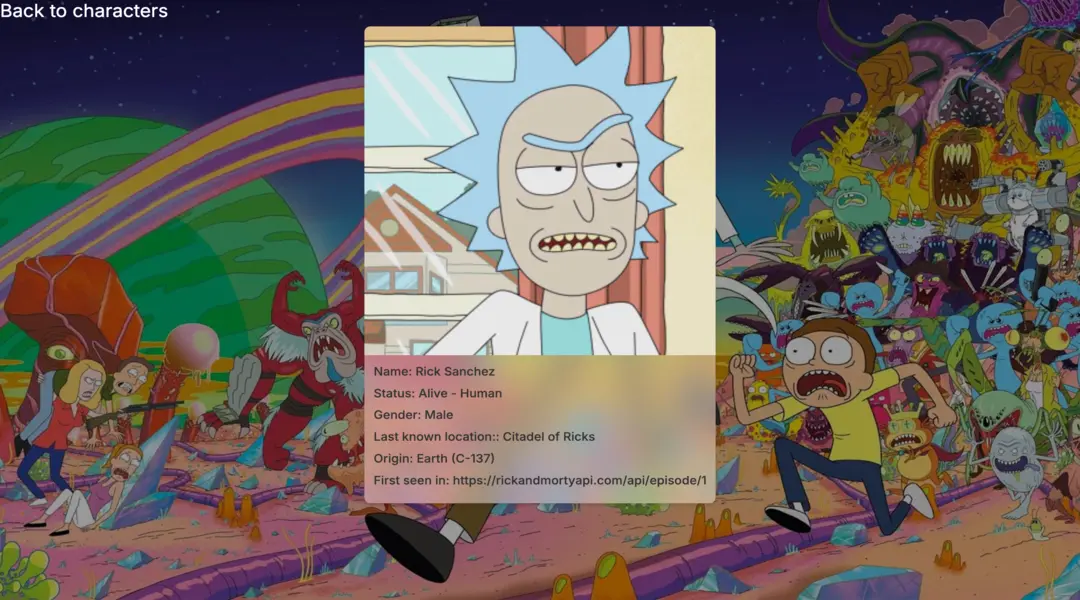 Back to characters
Name: Rick Sanchez
Status: Alive - Human
Gender: Male
Last known location:: Citadel of Ricks
Origin: Earth (C-137)
First seen in: https://rickandmortyapi.com/api/episode/1